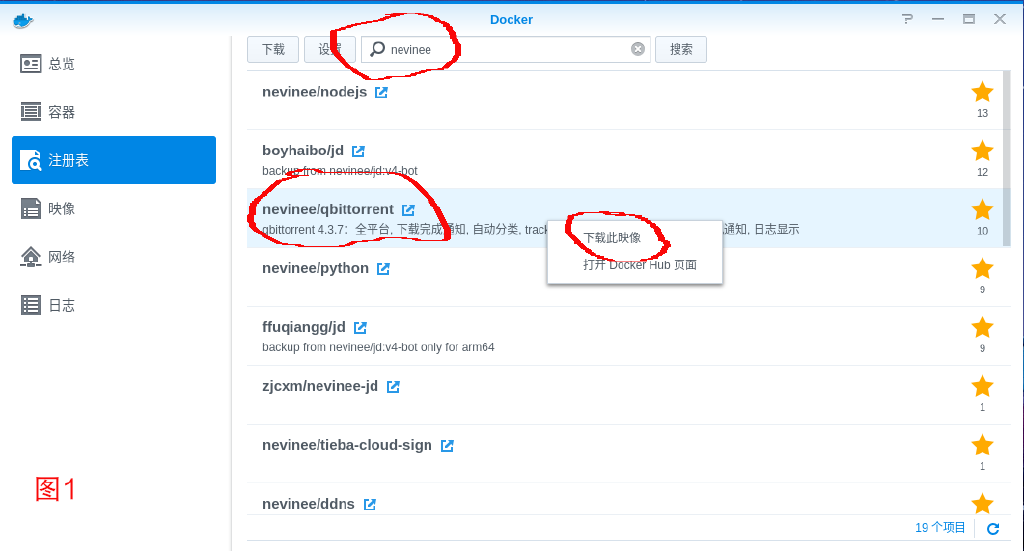 Docker
下载
设置
nevinee
搜索
总览
容器
注册表
映像
网络
日志
nevinee/nodejs
13
boyhaibo/jd
backup from nevinee/jd:v4-bot
12
nevinee/qbittorrent
qbittorrent 4.3.7：全平台, 下载完成通知, 自动分类, track 通知, 日志显示
10
下载此映像
打开 Docker Hub 页面
nevinee/python
9
ffuqiangg/jd
backup from nevinee/jd:v4-bot only for arm64
9
zjcxm/nevinee-jd
1
nevinee/tieba-cloud-sign
1
nevinee/ddns
19 个项目
图1